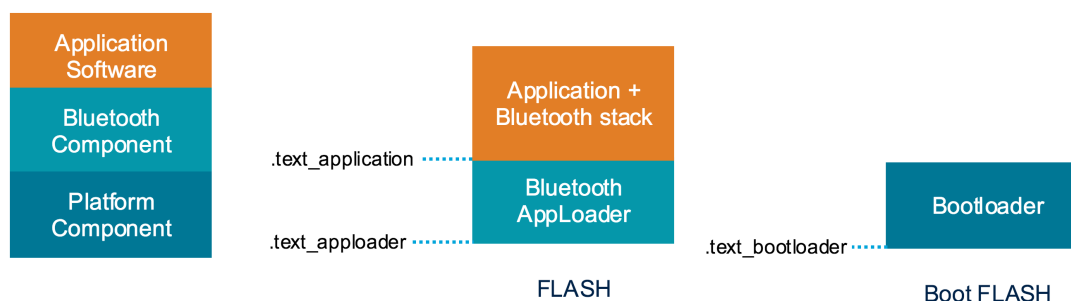 Application
Software
Bluetooth
Component
Platform
Component
Application +
Bluetooth stack
.text_application
Bluetooth
AppLoader
.text_apploader
FLASH
Bootloader
.text_bootloader
Boot FLASH